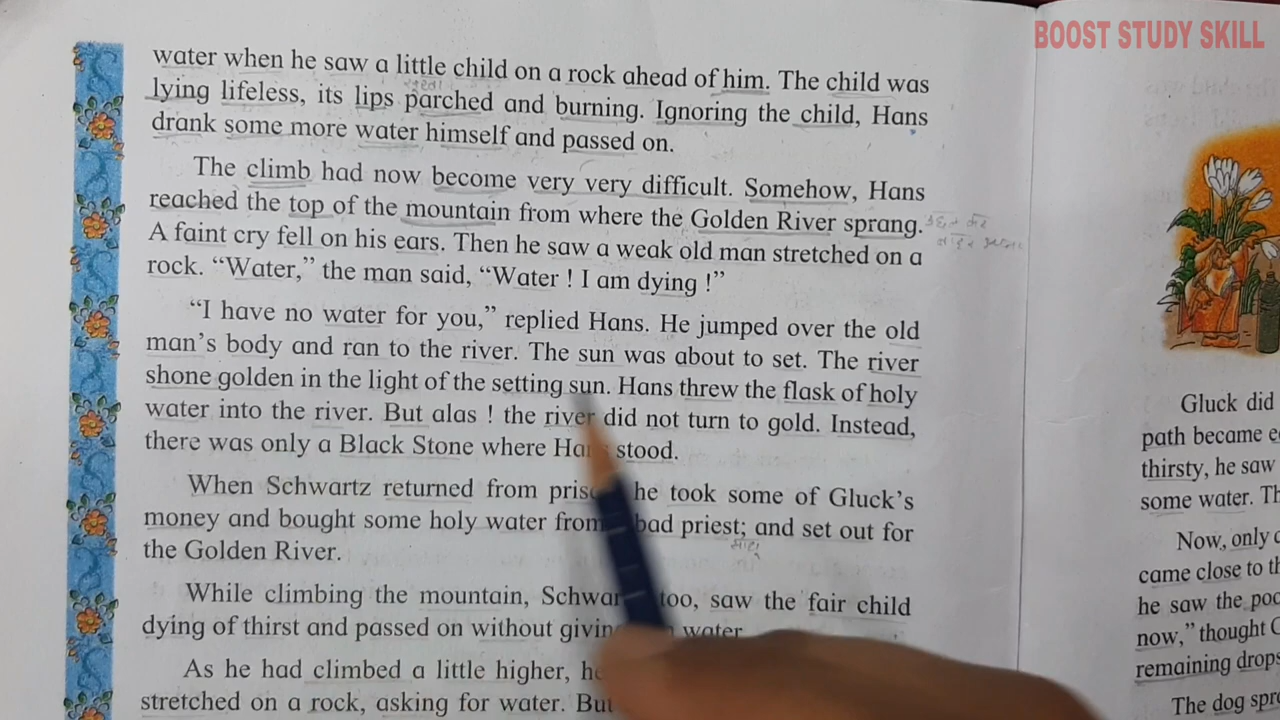 BOOST STUDY SKILL
water when he saw a little child on a rock ahead of him. The child was
lying lifeless, its lips parched and burning. Ignoring the child, Hans
drank some more water himself and passed on.
The climb had now become very very difficult. Somehow, Hans
reached the top of the mountain from where the Golden River sprang.
A faint cry fell on his ears. Then he saw a weak old man stretched on a
rock. “Water,” the man said, “Water ! I am dying !”
“I have no water for you,” replied Hans. He jumped over the old
man’s body and ran to the river. The sun was about to set. The river
shone golden in the light of the setting sun. Hans threw the flask of holy
water into the river. But alas ! the river did not turn to gold. Instead,
there was only a Black Stone where Hans stood.
When Schwartz returned from he took some of Gluck’s
money and bought some holy water from bad priest; and set out for
the Golden River.
While climbing the mountain, too, saw the fair child
dying of thirst and passed on without water
As he had climbed a little higher, he
stretched on a rock, asking for water. But
Gluck did
path became
thirsty, he saw
some water.
Now, only
came close to
he saw the
now,” thought
remaining drops
The dog